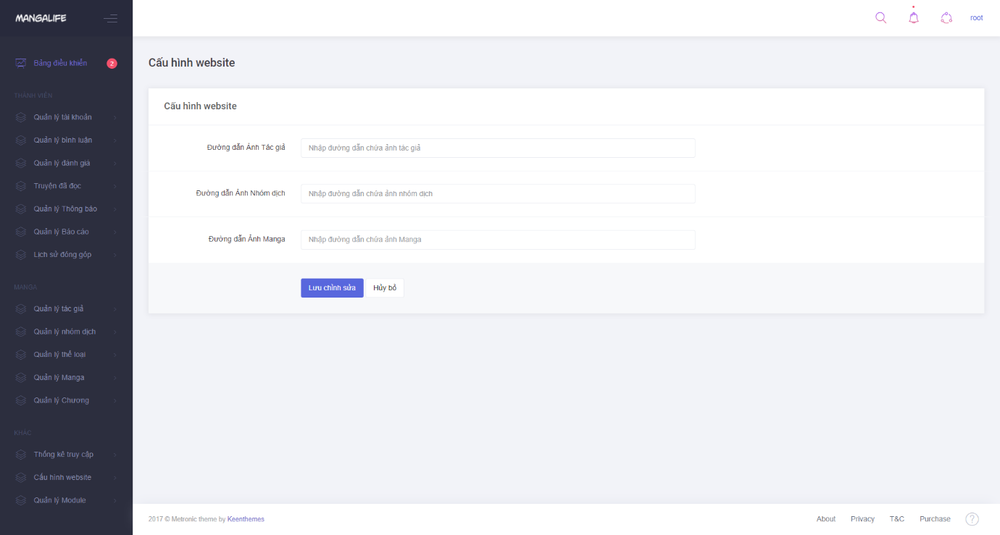 MANGALIFE
root
Bảng điều khiển
2
THÀNH VIÊN
Quản lý tài khoản
Quản lý bình luận
Quản lý đánh giá
Truyện đã đọc
Quản lý Thông báo
Quản lý Báo cáo
Lịch sử đóng góp
MANGA
Quản lý tác giả
Quản lý nhóm dịch
Quản lý thể loại
Quản lý Manga
Quản lý Chương
KHÁC
Thống kê truy cập
Cấu hình website
Quản lý Module
Cấu hình website
Cấu hình website
Đường dẫn Ảnh Tác giả
Nhập đường dẫn chứa ảnh tác giả
Đường dẫn Ảnh Nhóm dịch
Nhập đường dẫn chứa ảnh nhóm dịch
Đường dẫn Ảnh Manga
Nhập đường dẫn chứa ảnh Manga
Lưu chỉnh sửa
Hủy bỏ
2017 © Metronic theme by Keenthemes
About
Privacy
T&C
Purchase
?